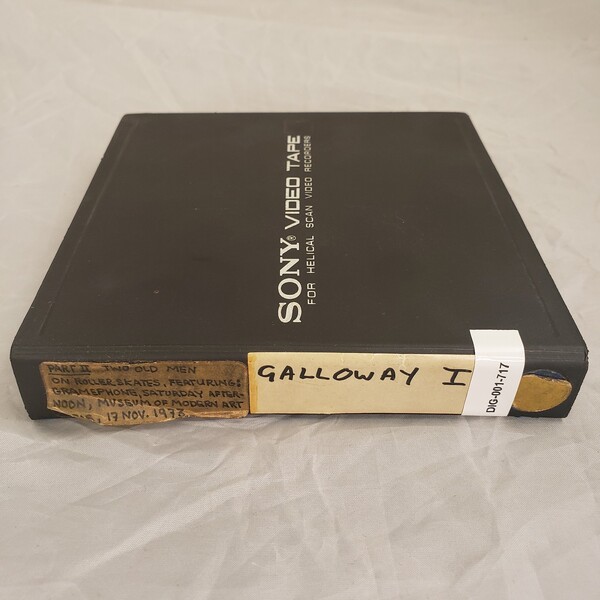 SONY® VIDEO TAPE
FOR HELICAL SCAN VIDEO RECORDERS
PART II TWO OLD MEN
ON ROLLER SKATES, FEATURING:
GRAMEPHONE, SATURDAY AFTER-
NOON, MUSEUM OF MODERN ART
, 17 NOV. 1973
GALLOWAY I
DIG-001-717